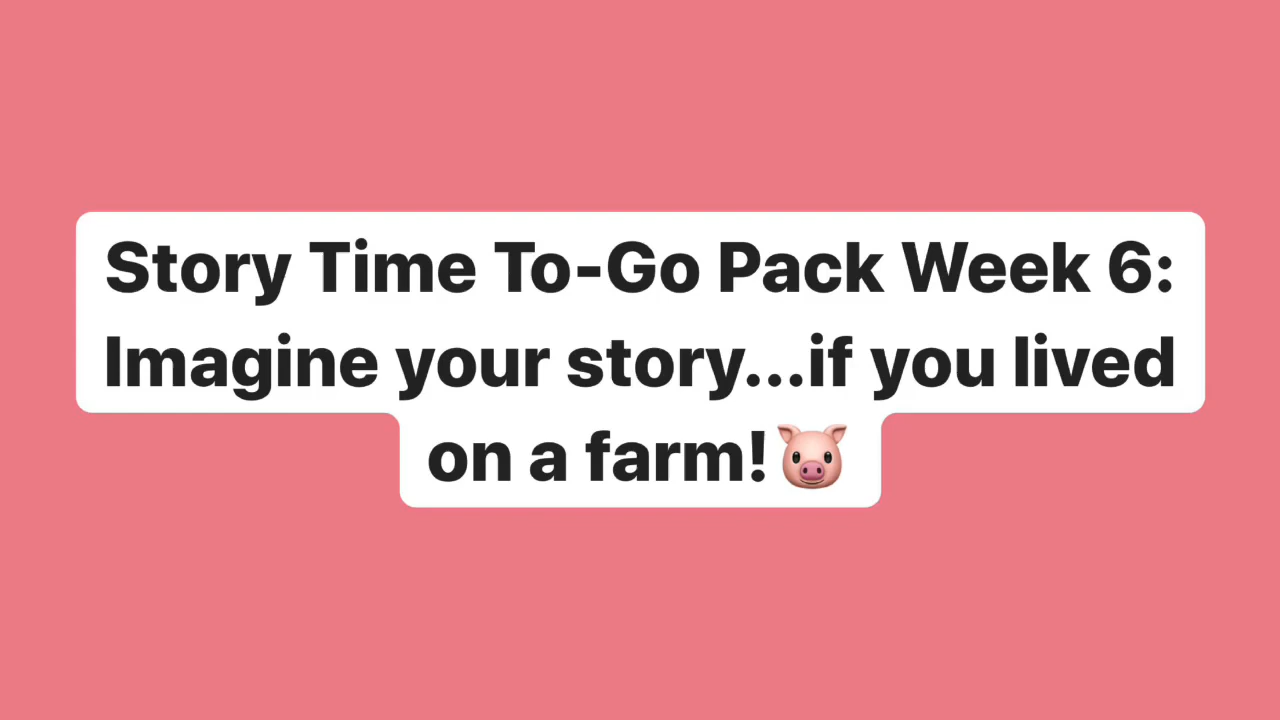 Story Time To-Go Pack Week 6:
Imagine your story...if you lived
on a farm!🐷